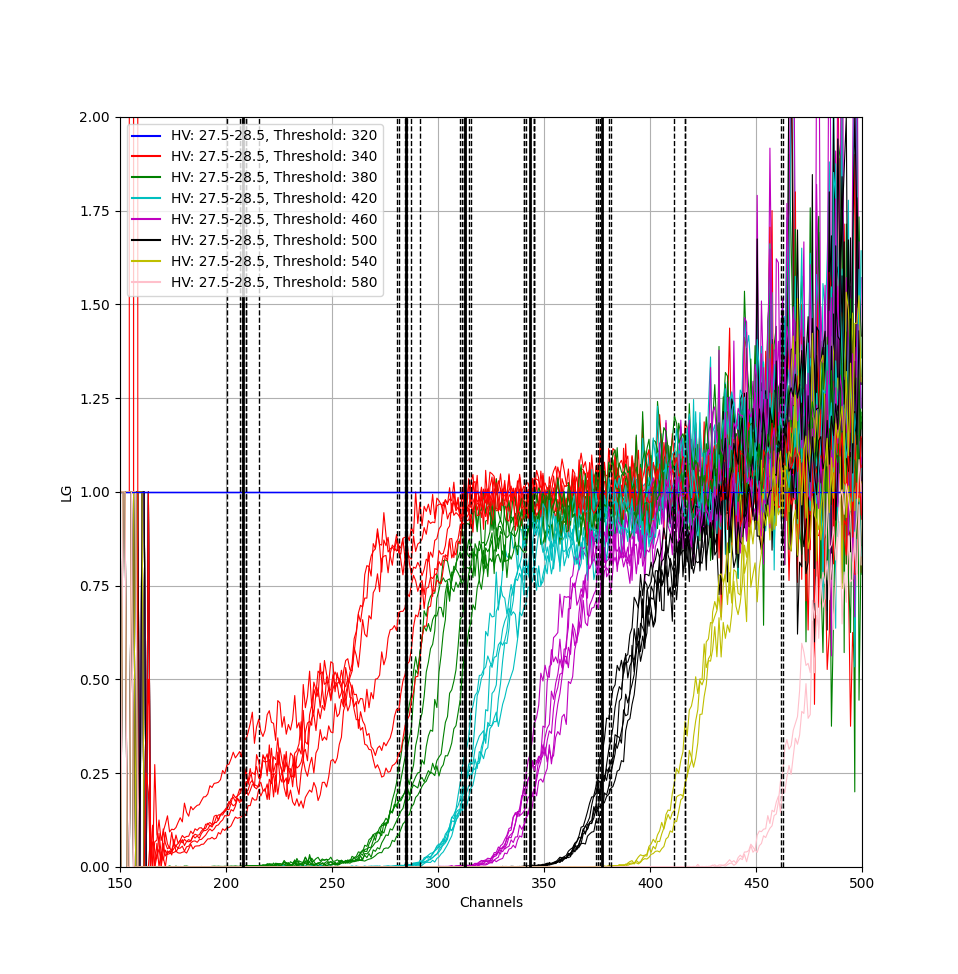 2.00
1.75
1.50
1.25
1.00
0.75
0.50
0.25
0.00
LG
HV: 27.5-28.5, Threshold: 320
HV: 27.5-28.5, Threshold: 340
HV: 27.5-28.5, Threshold: 380
HV: 27.5-28.5, Threshold: 420
HV: 27.5-28.5, Threshold: 460
HV: 27.5-28.5, Threshold: 500
HV: 27.5-28.5, Threshold: 540
HV: 27.5-28.5, Threshold: 580
150 200 250 300 350 400 450 500
Channels